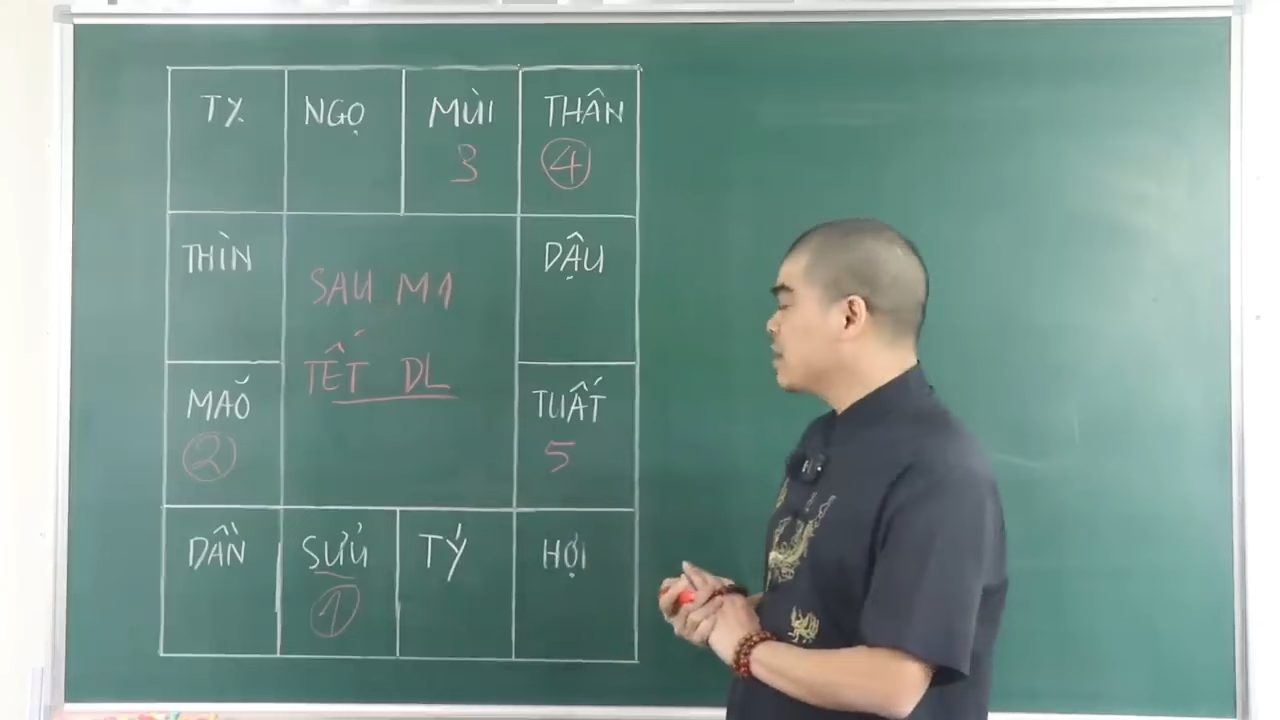 TỴ NGỌ MÙI THÂN
3 4
THÌN DẬU
SAU M1
TẾT DL
MAÕ TUẤT
2 5
DẦN SỬU TÝ HỢI
1